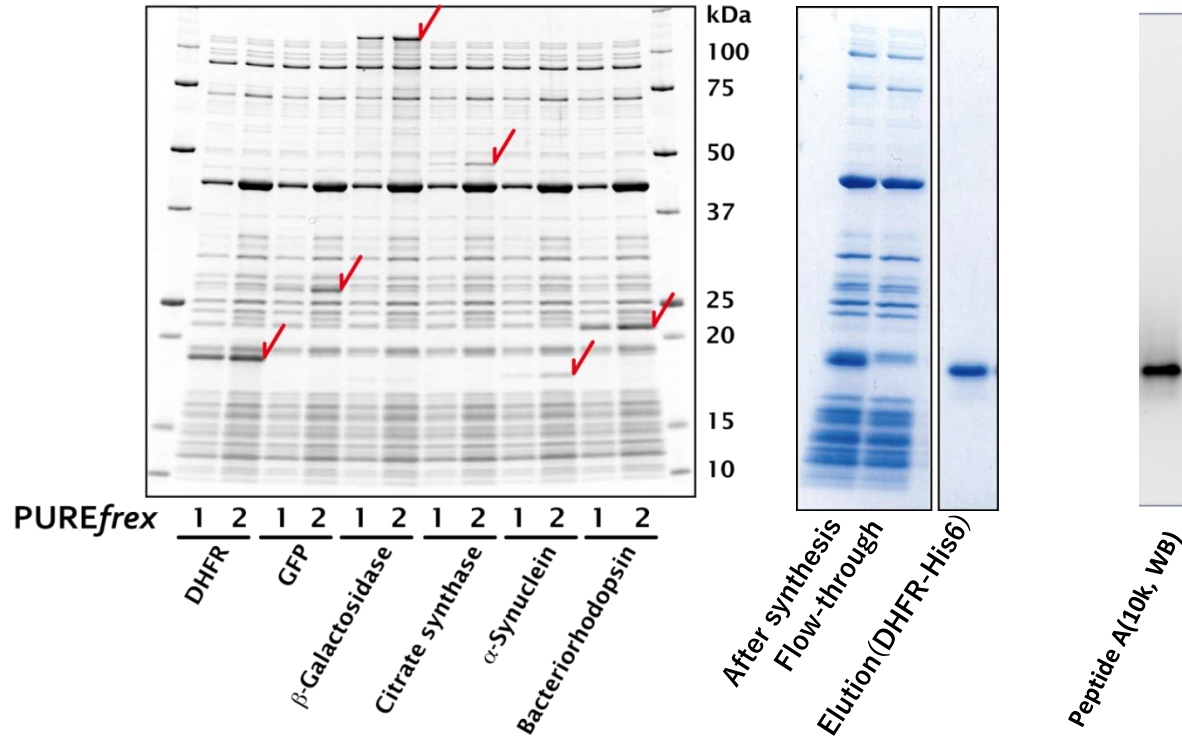 kDa
100
75
50
37
25
20
15
10
PUREfrex 1 2 1 2 1 2 1 2 1 2 1 2
DHFR
GFP
β-Galactosidase
Citrate synthase
α-Synuclein
Bacteriorhodopsin
After synthesis
Flow-through
Elution(DHFR-His6)
Peptide A(10k, WB)